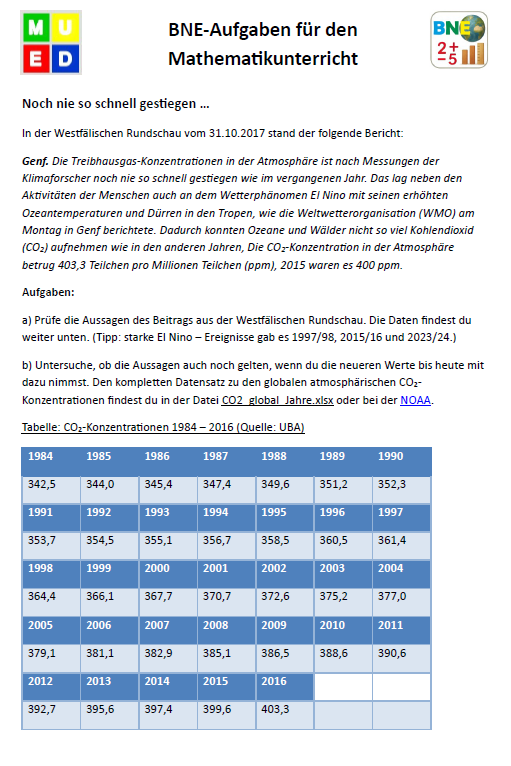 M U
E D
BNE-Aufgaben für den
Mathematikunterricht
BNE
2+
-5
Noch nie so schnell gestiegen …
In der Westfälischen Rundschau vom 31.10.2017 stand der folgende Bericht:
Genf. Die Treibhausgas-Konzentrationen in der Atmosphäre ist nach Messungen der
Klimaforscher noch nie so schnell gestiegen wie im vergangenen Jahr. Das lag neben den
Aktivitäten der Menschen auch an dem Wetterphänomen El Nino mit seinen erhöhten
Ozeantemperaturen und Dürren in den Tropen, wie die Weltwetterorganisation (WMO) am
Montag in Genf berichtete. Dadurch konnten Ozeane und Wälder nicht so viel Kohlendioxid
(CO₂) aufnehmen wie in den anderen Jahren, Die CO₂-Konzentration in der Atmosphäre
betrug 403,3 Teilchen pro Millionen Teilchen (ppm), 2015 waren es 400 ppm.
Aufgaben:
a) Prüfe die Aussagen des Beitrags aus der Westfälischen Rundschau. Die Daten findest du
weiter unten. (Tipp: starke El Nino – Ereignisse gab es 1997/98, 2015/16 und 2023/24.)
b) Untersuche, ob die Aussagen auch noch gelten, wenn du die neueren Werte bis heute mit
dazu nimmst. Den kompletten Datensatz zu den globalen atmosphärischen CO₂-
Konzentrationen findest du in der Datei CO2_global_Jahre.xlsx oder bei der NOAA.
Tabelle: CO₂-Konzentrationen 1984 – 2016 (Quelle: UBA)
1984 1985 1986 1987 1988 1989 1990
342,5 344,0 345,4 347,4 349,6 351,2 352,3
1991 1992 1993 1994 1995 1996 1997
353,7 354,5 355,1 356,7 358,5 360,5 361,4
1998 1999 2000 2001 2002 2003 2004
364,4 366,1 367,7 370,7 372,6 375,2 377,0
2005 2006 2007 2008 2009 2010 2011
379,1 381,1 382,9 385,1 386,5 388,6 390,6
2012 2013 2014 2015 2016
392,7 395,6 397,4 399,6 403,3